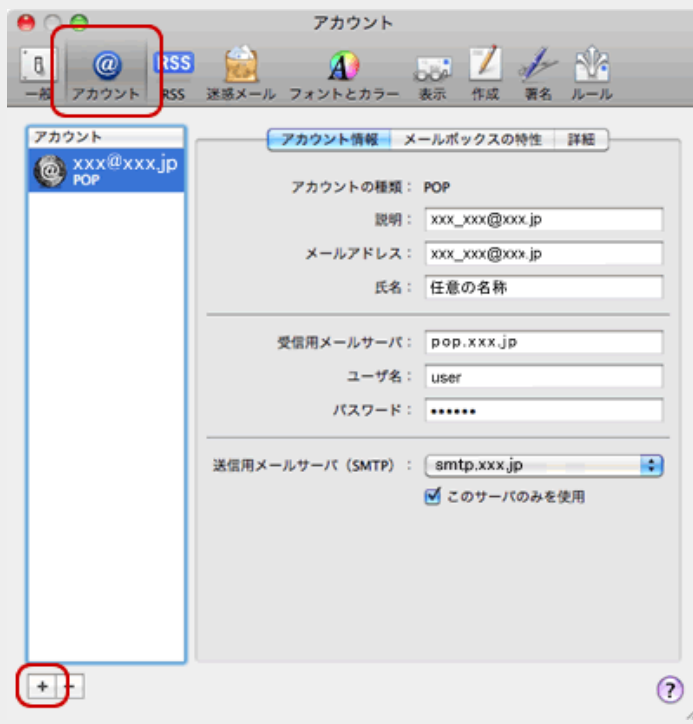 アカウント
一般 アカウント RSS 迷惑メール フォントとカラー 表示 作成 署名 ルール
RSS
アカウント
xxx@xxx.jp
POP
アカウント情報 メールボックスの特性 詳細
アカウントの種類： POP
説明： xxx_xxx@xxx.jp
メールアドレス： xxx_xxx@xxx.jp
氏名： 任意の名称
受信用メールサーバ： pop.xxx.jp
ユーザ名： user
パスワード： ••••••
送信用メールサーバ（SMTP）： smtp.xxx.jp
このサーバのみを使用
+ -
?